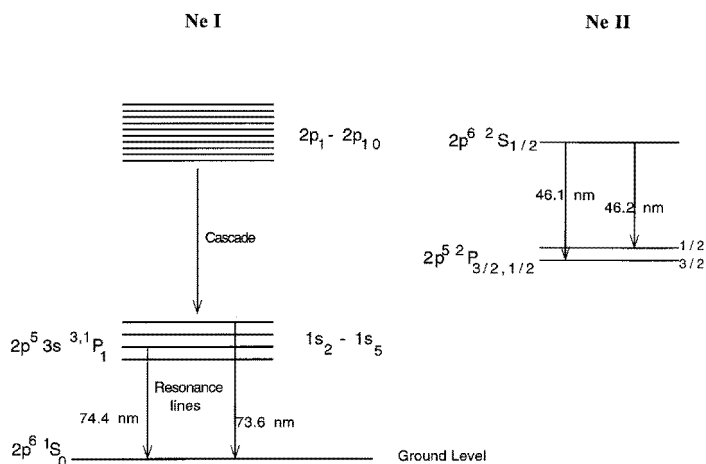 Ne I
Ne II
2p₁ - 2p₁₀
2p⁶ ²S₁/₂
46.1 nm
46.2 nm
Cascade
1/2
2p⁵ ²P₃/₂,₁/₂
3/2
2p⁵ 3s ³,¹P₁
1s₂ - 1s₅
Resonance
lines
74.4 nm
73.6 nm
2p⁶ ¹S₀
Ground Level